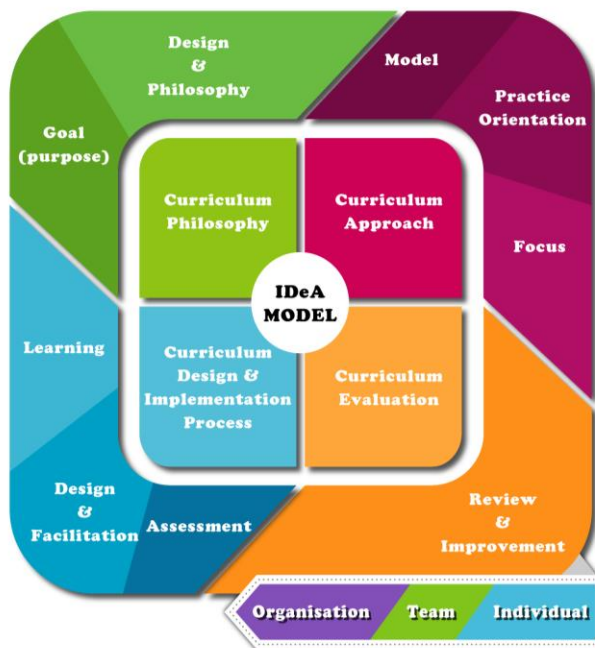 Design
&
Philosophy
Model
Practice
Orientation
Goal
(purpose)
Focus
Curriculum
Philosophy
Curriculum
Approach
IDeA
MODEL
Learning
Curriculum
Design &
Implementation
Process
Curriculum
Evaluation
Design
&
Facilitation
Assessment
Review
&
Improvement
Organisation
Team
Individual